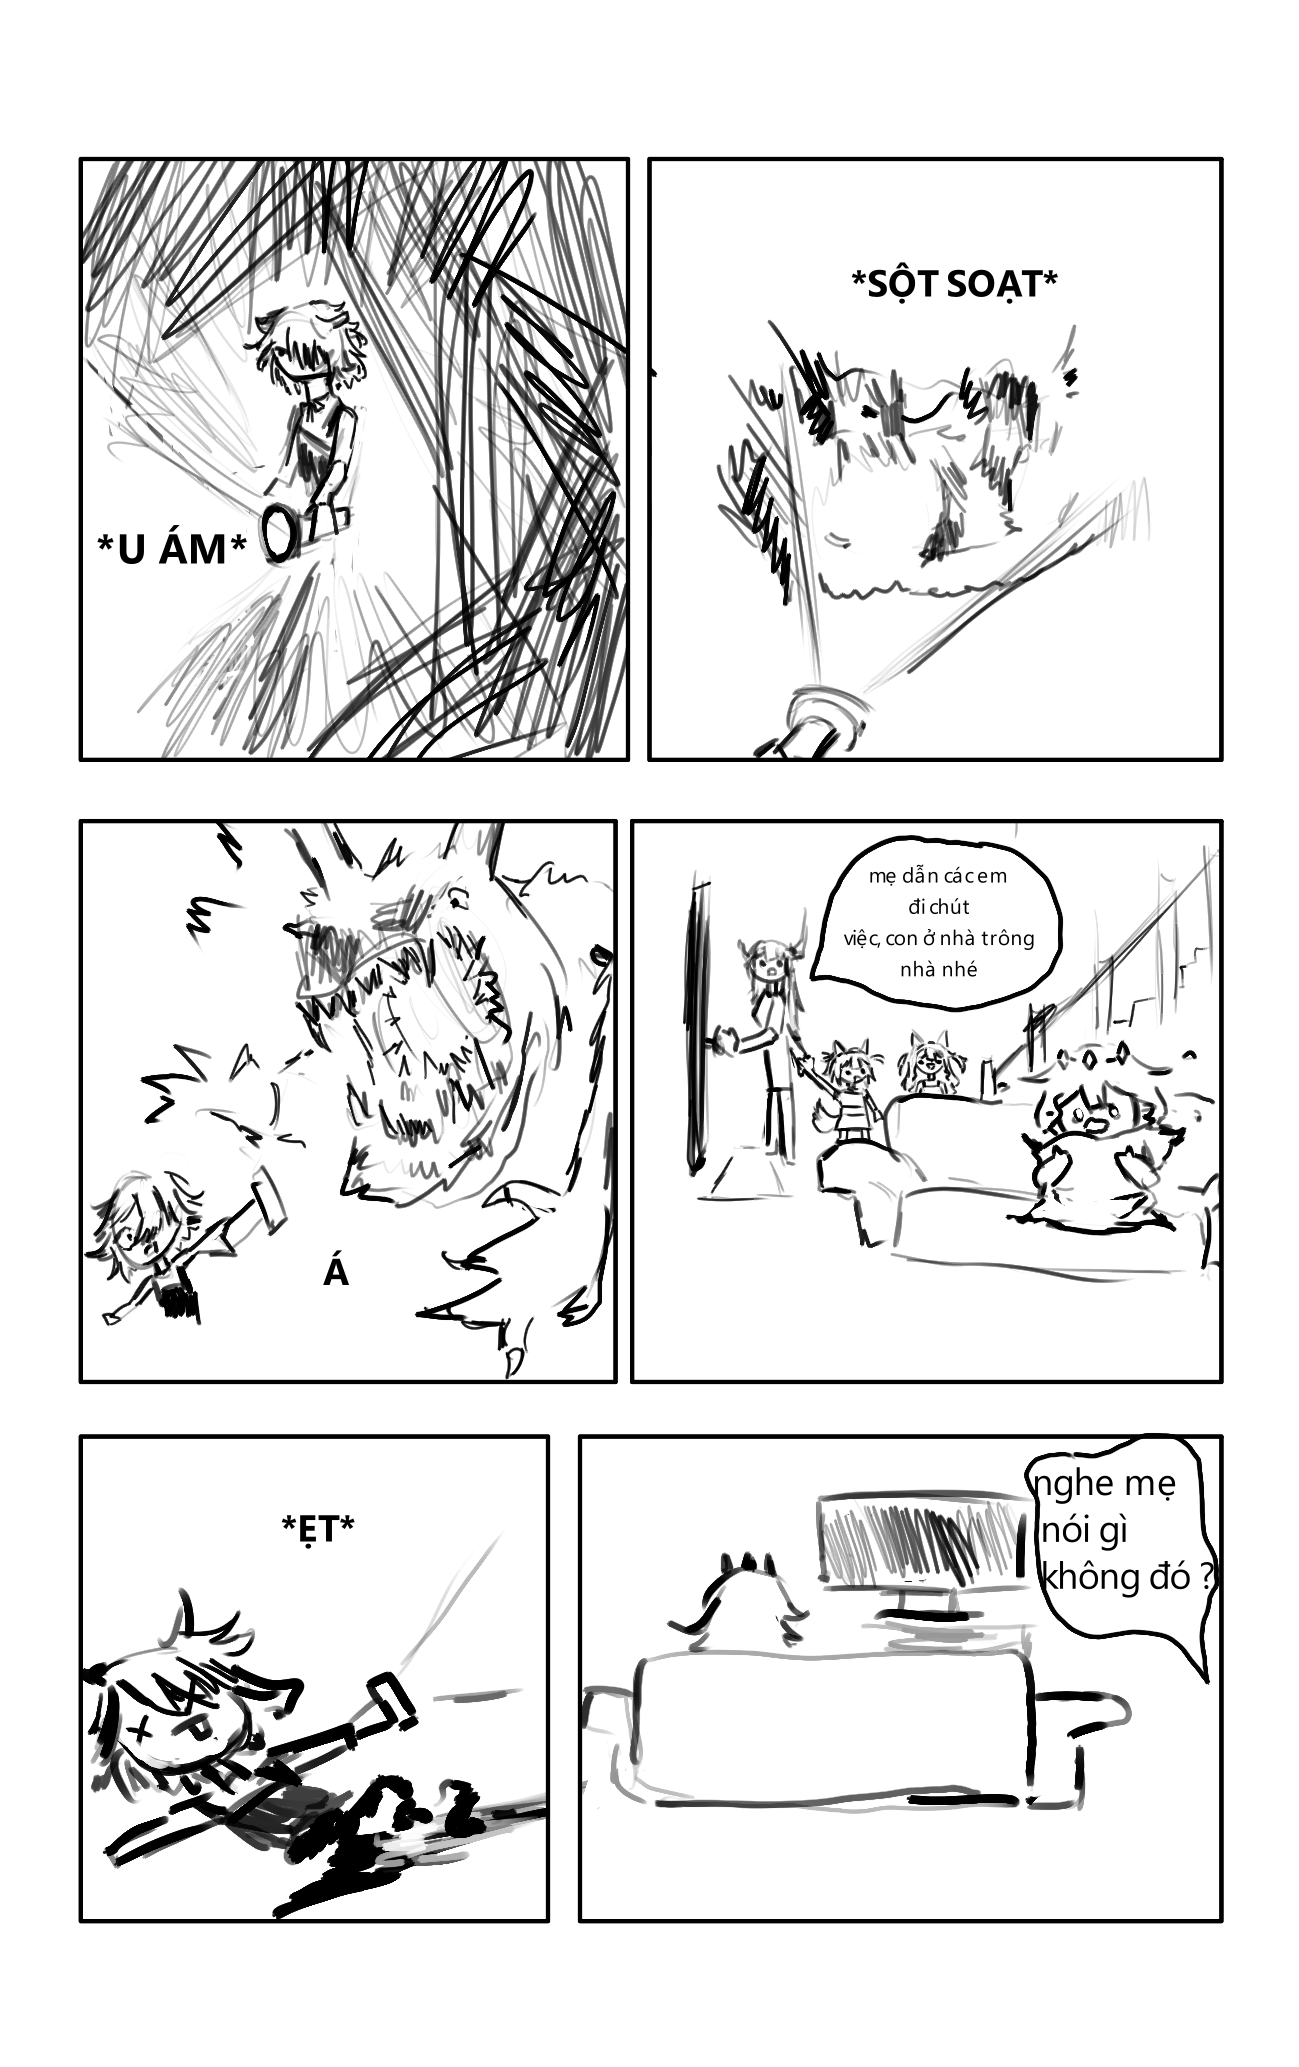 *U ÁM*
*SỘT SOẠT*
Á
mẹ dẫn các em
đi chút
việc, con ở nhà trông
nhà nhé
*ẸT*
nghe mẹ
nói gì
không đó ?